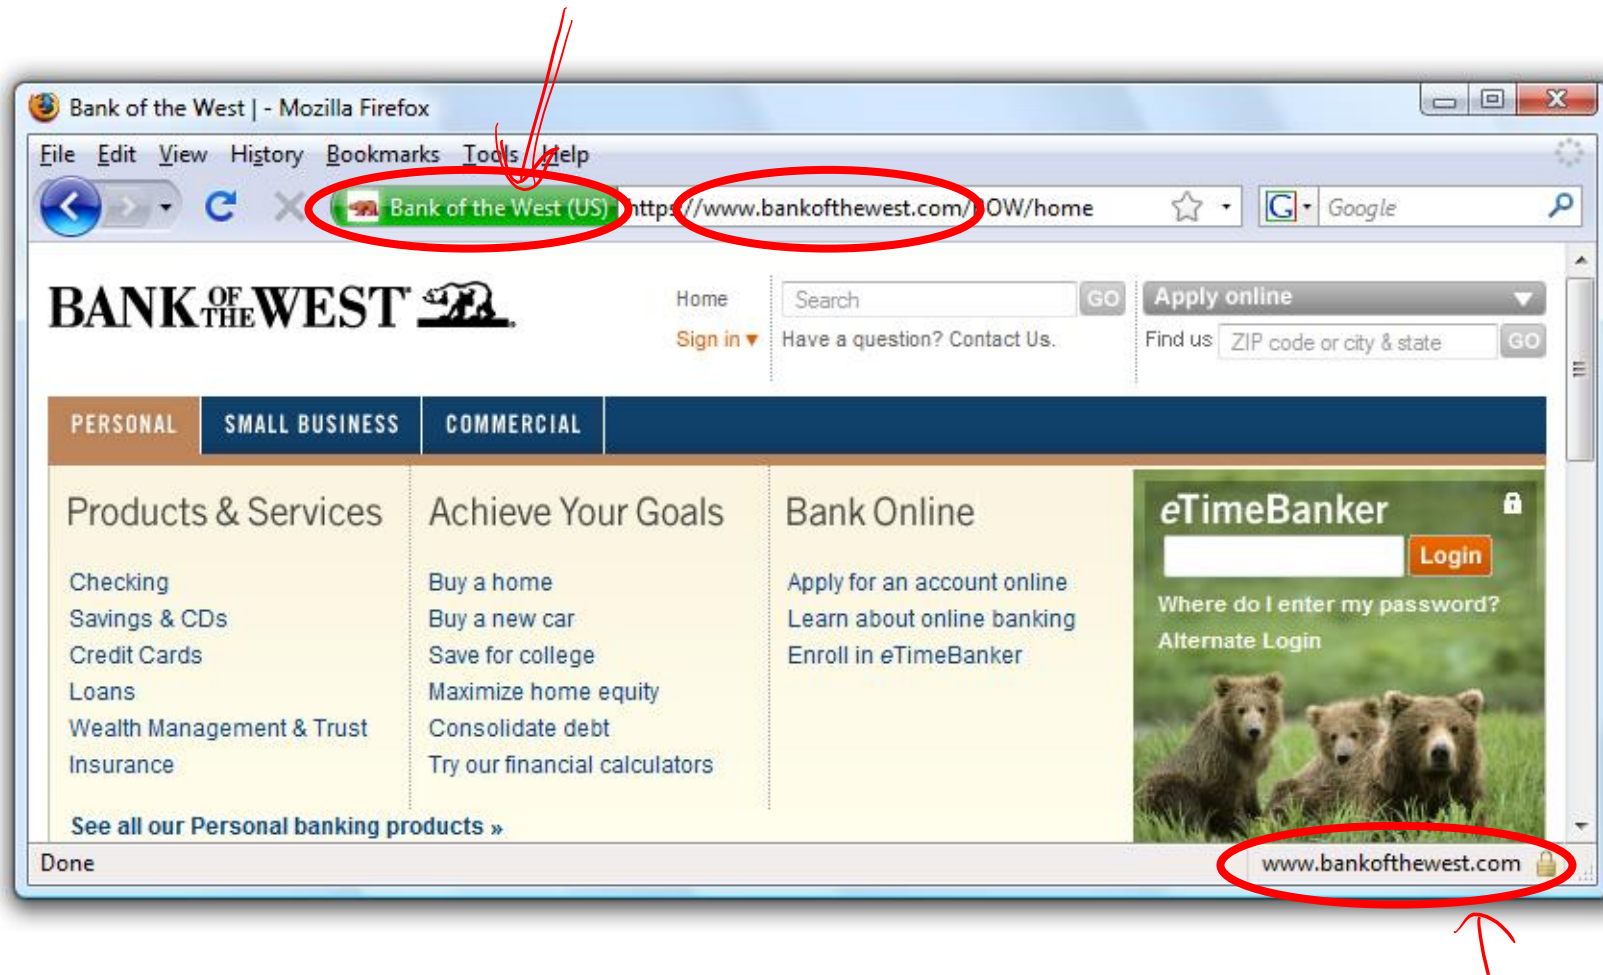 Bank of the West | - Mozilla Firefox
File Edit View History Bookmarks Tools Help
Bank of the West (US) https://www.bankofthewest.com/BOW/home Google
BANK OF THE WEST
Home Search GO Apply online
Sign in Have a question? Contact Us. Find us ZIP code or city & state GO
PERSONAL SMALL BUSINESS COMMERCIAL
Products & Services
Checking
Savings & CDs
Credit Cards
Loans
Wealth Management & Trust
Insurance
See all our Personal banking products »
Achieve Your Goals
Buy a home
Buy a new car
Save for college
Maximize home equity
Consolidate debt
Try our financial calculators
Bank Online
Apply for an account online
Learn about online banking
Enroll in eTimeBanker
eTimeBanker
Login
Where do I enter my password?
Alternate Login
Done www.bankofthewest.com